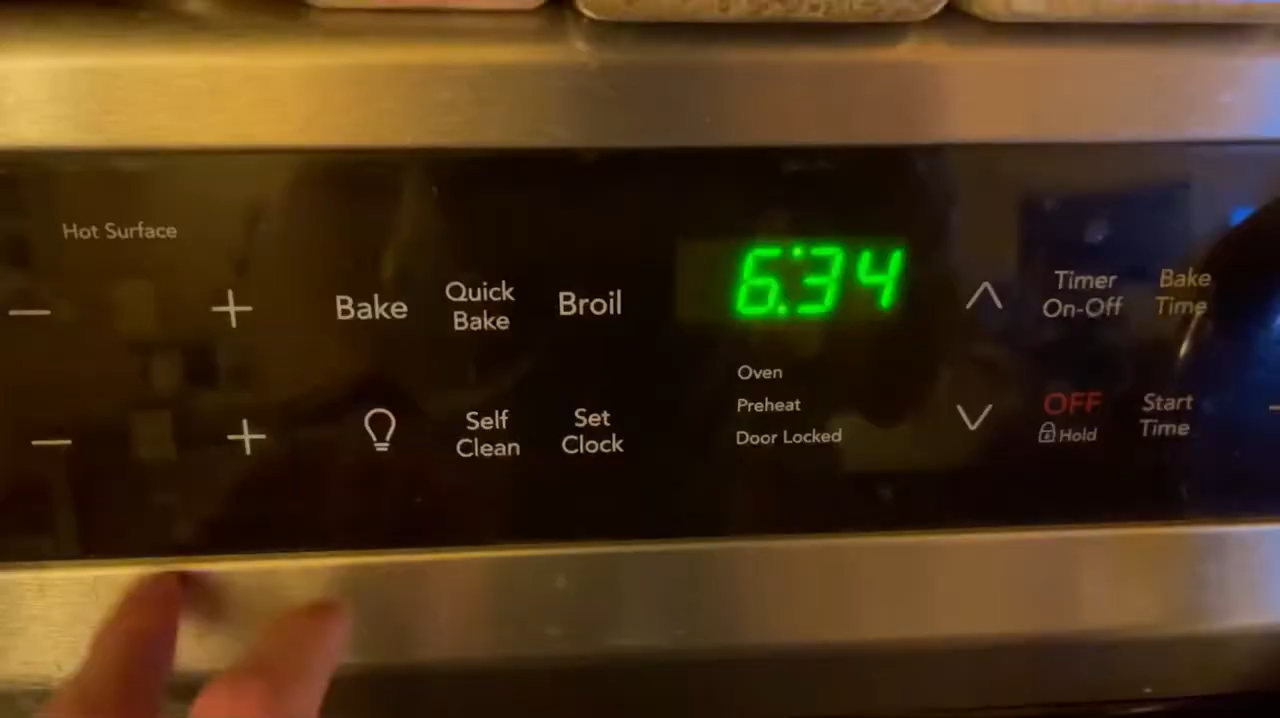 Hot Surface
Bake
Quick
Bake
Broil
6:34
Timer
On-Off
Bake
Time
Self
Clean
Set
Clock
Oven
Preheat
Door Locked
OFF
Hold
Start
Time